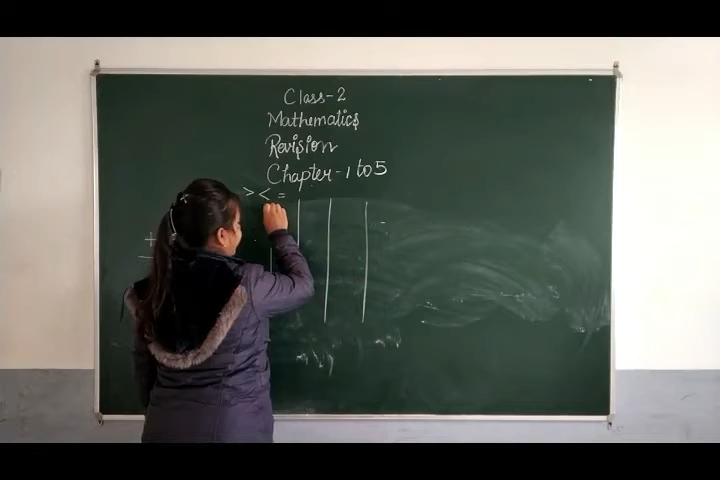 Class-2
Mathematics
Revision
Chapter-1 to 5
> < =
+
-